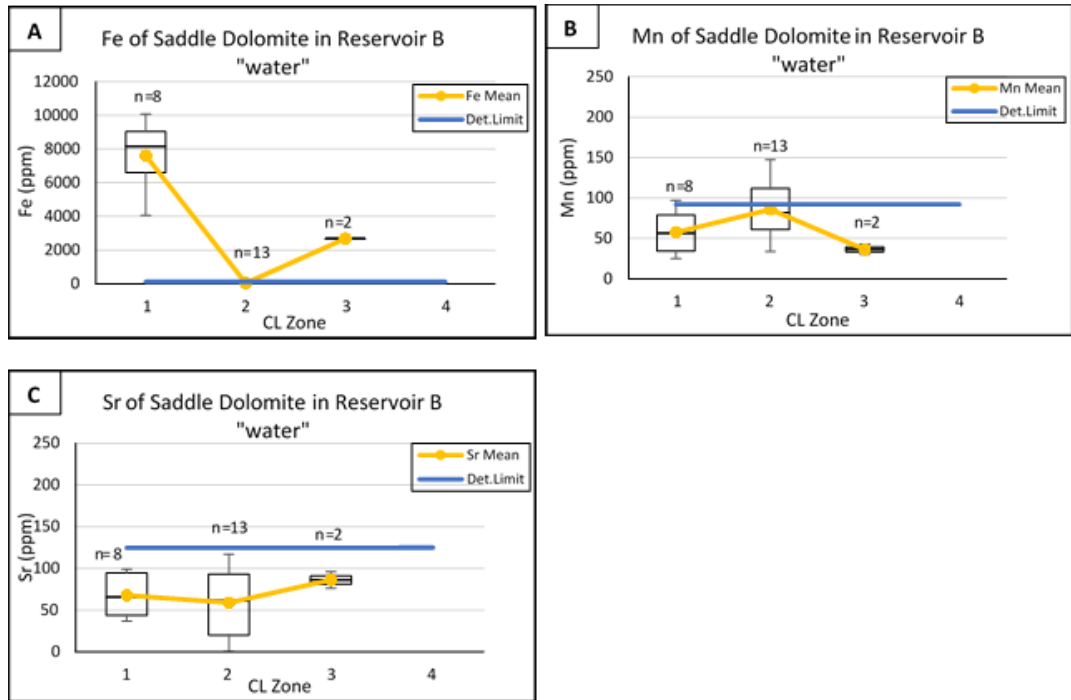 A
Fe of Saddle Dolomite in Reservoir B
"water"
12000
10000
8000
6000
4000
2000
0
Fe (ppm)
n=8
n=13
n=2
Fe Mean
Det.Limit
1 2 3 4
CL Zone
B
Mn of Saddle Dolomite in Reservoir B
"water"
250
200
150
100
50
0
Mn (ppm)
n=8
n=13
n=2
Mn Mean
Det.Limit
1 2 3 4
CL Zone
C
Sr of Saddle Dolomite in Reservoir B
"water"
250
200
150
100
50
0
Sr (ppm)
n=8
n=13
n=2
Sr Mean
Det.Limit
1 2 3 4
CL Zone